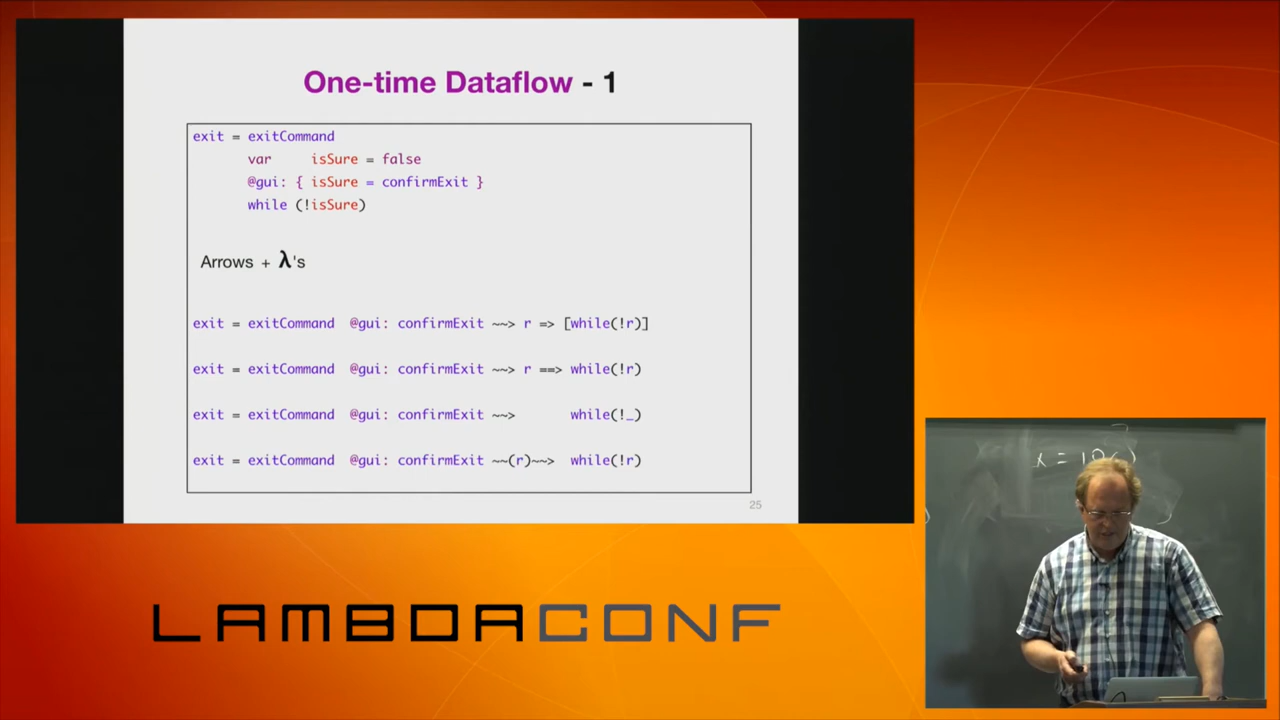 One-time Dataflow - 1
exit = exitCommand
var isSure = false
@gui: { isSure = confirmExit }
while (!isSure)
Arrows + λ's
exit = exitCommand @gui: confirmExit ~~> r => [while(!r)]
exit = exitCommand @gui: confirmExit ~~> r ==> while(!r)
exit = exitCommand @gui: confirmExit ~~> while(!_)
exit = exitCommand @gui: confirmExit ~~(r)~~> while(!r)
25
LAMBDACONF